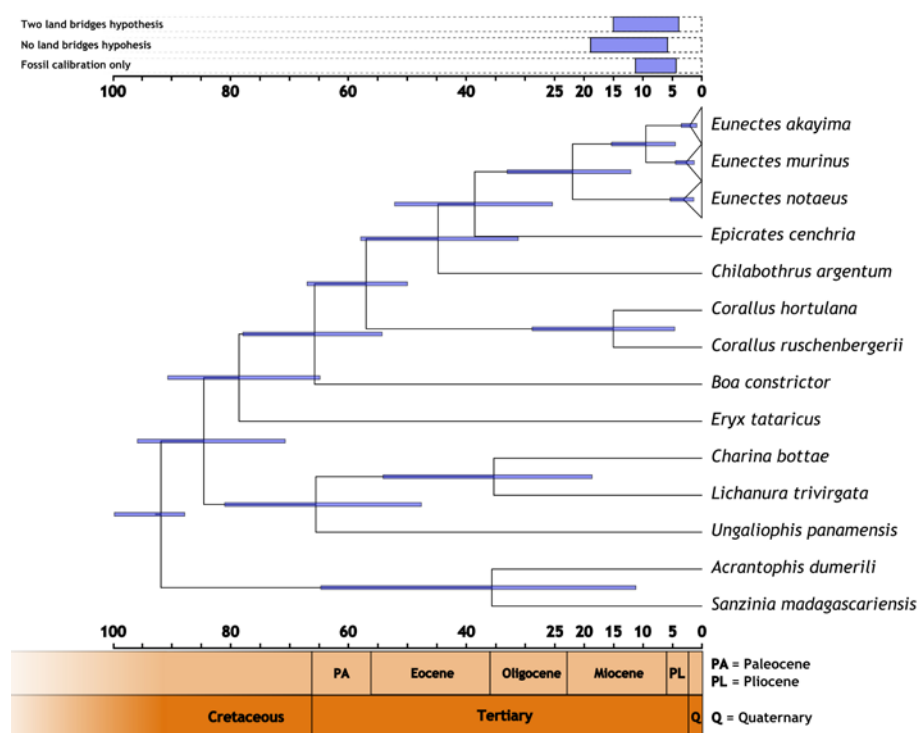 Two land bridges hypothesis
No land bridges hypohesis
Fossil calibration only
100 80 60 40 25 20 15 10 5 0
Eunectes akayima
Eunectes murinus
Eunectes notaeus
Epicrates cenchria
Chilabothrus argentum
Corallus hortulana
Corallus ruschenbergerii
Boa constrictor
Eryx tataricus
Charina bottae
Lichanura trivirgata
Ungaliophis panamensis
Acrantophis dumerili
Sanzinia madagascariensis
100 80 60 40 25 20 15 10 5 0
PA Eocene Oligocene Miocene PL
PA = Paleocene
PL = Pliocene
Cretaceous Tertiary Q
Q = Quaternary